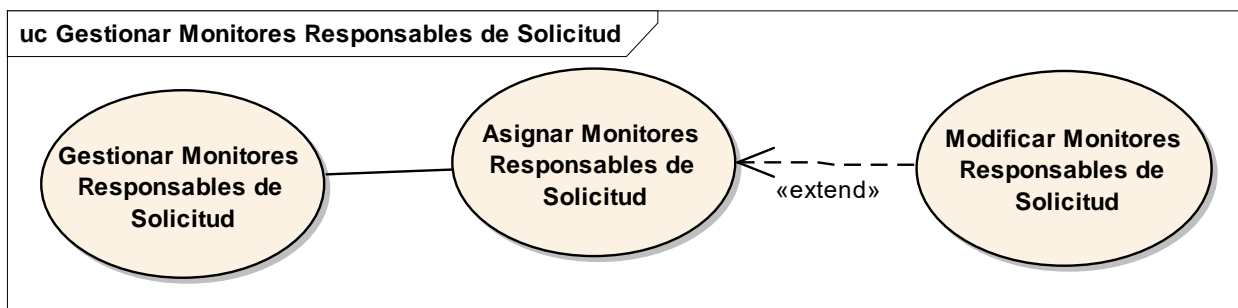 uc Gestionar Monitores Responsables de Solicitud
Gestionar Monitores
Responsables de
Solicitud
Asignar Monitores
Responsables de
Solicitud
«extend»
Modificar Monitores
Responsables de
Solicitud